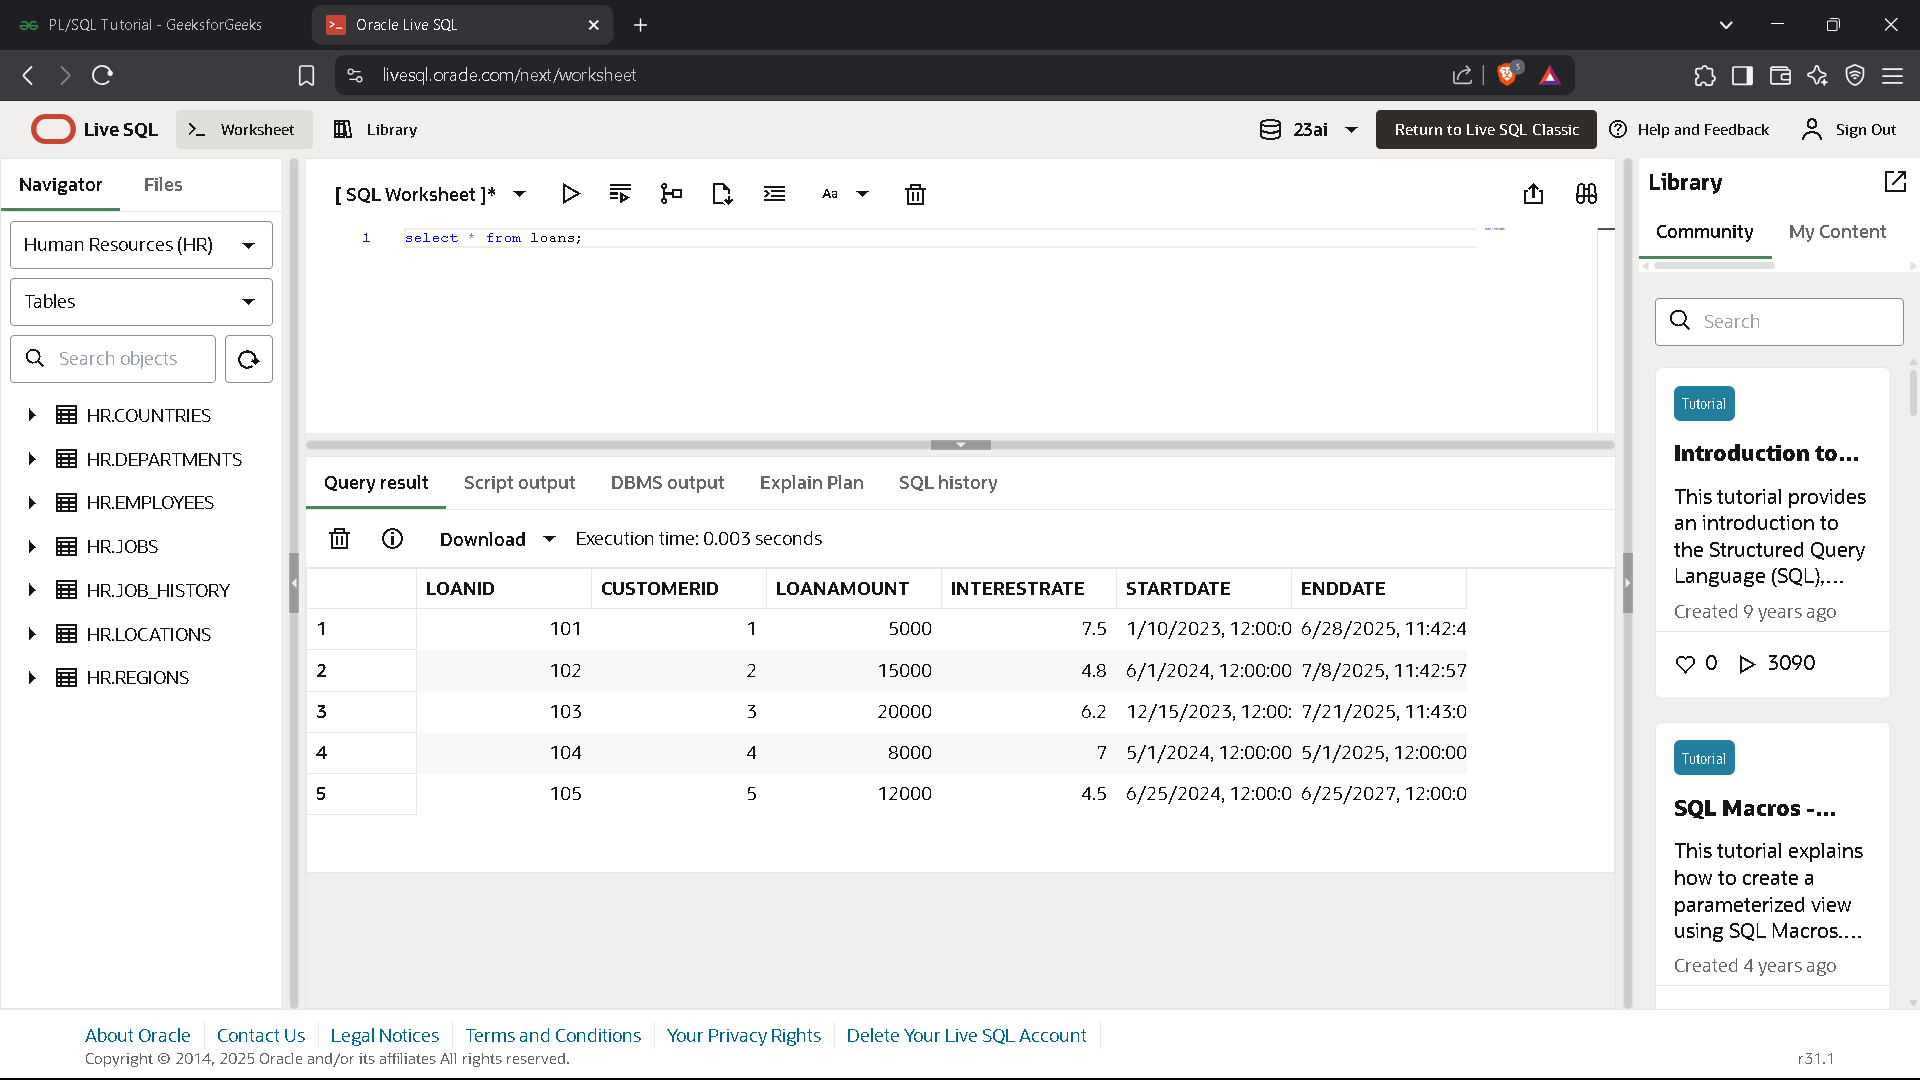 PL/SQL Tutorial - GeeksforGeeks
Oracle Live SQL
livesql.oracle.com/next/worksheet
5
Live SQL
Worksheet
Library
23ai
Return to Live SQL Classic
Help and Feedback
Sign Out
Navigator
Files
Human Resources (HR)
Tables
Search objects
HR.COUNTRIES
HR.DEPARTMENTS
HR.EMPLOYEES
HR.JOBS
HR.JOB_HISTORY
HR.LOCATIONS
HR.REGIONS
[ SQL Worksheet ]*
Aa
1 select * from loans;
Query result Script output DBMS output Explain Plan SQL history
Download Execution time: 0.003 seconds
LOANID CUSTOMERID LOANAMOUNT INTERESTRATE STARTDATE ENDDATE
1 101 1 5000 7.5 1/10/2023, 12:00:0 6/28/2025, 11:42:4
2 102 2 15000 4.8 6/1/2024, 12:00:00 7/8/2025, 11:42:57
3 103 3 20000 6.2 12/15/2023, 12:00: 7/21/2025, 11:43:0
4 104 4 8000 7 5/1/2024, 12:00:00 5/1/2025, 12:00:00
5 105 5 12000 4.5 6/25/2024, 12:00:0 6/25/2027, 12:00:0
Library
Community My Content
Search
Tutorial
Introduction to...
This tutorial provides
an introduction to
the Structured Query
Language (SQL),...
Created 9 years ago
0 3090
Tutorial
SQL Macros -...
This tutorial explains
how to create a
parameterized view
using SQL Macros....
Created 4 years ago
About Oracle Contact Us Legal Notices Terms and Conditions Your Privacy Rights Delete Your Live SQL Account
Copyright © 2014, 2025 Oracle and/or its affiliates All rights reserved.
r31.1